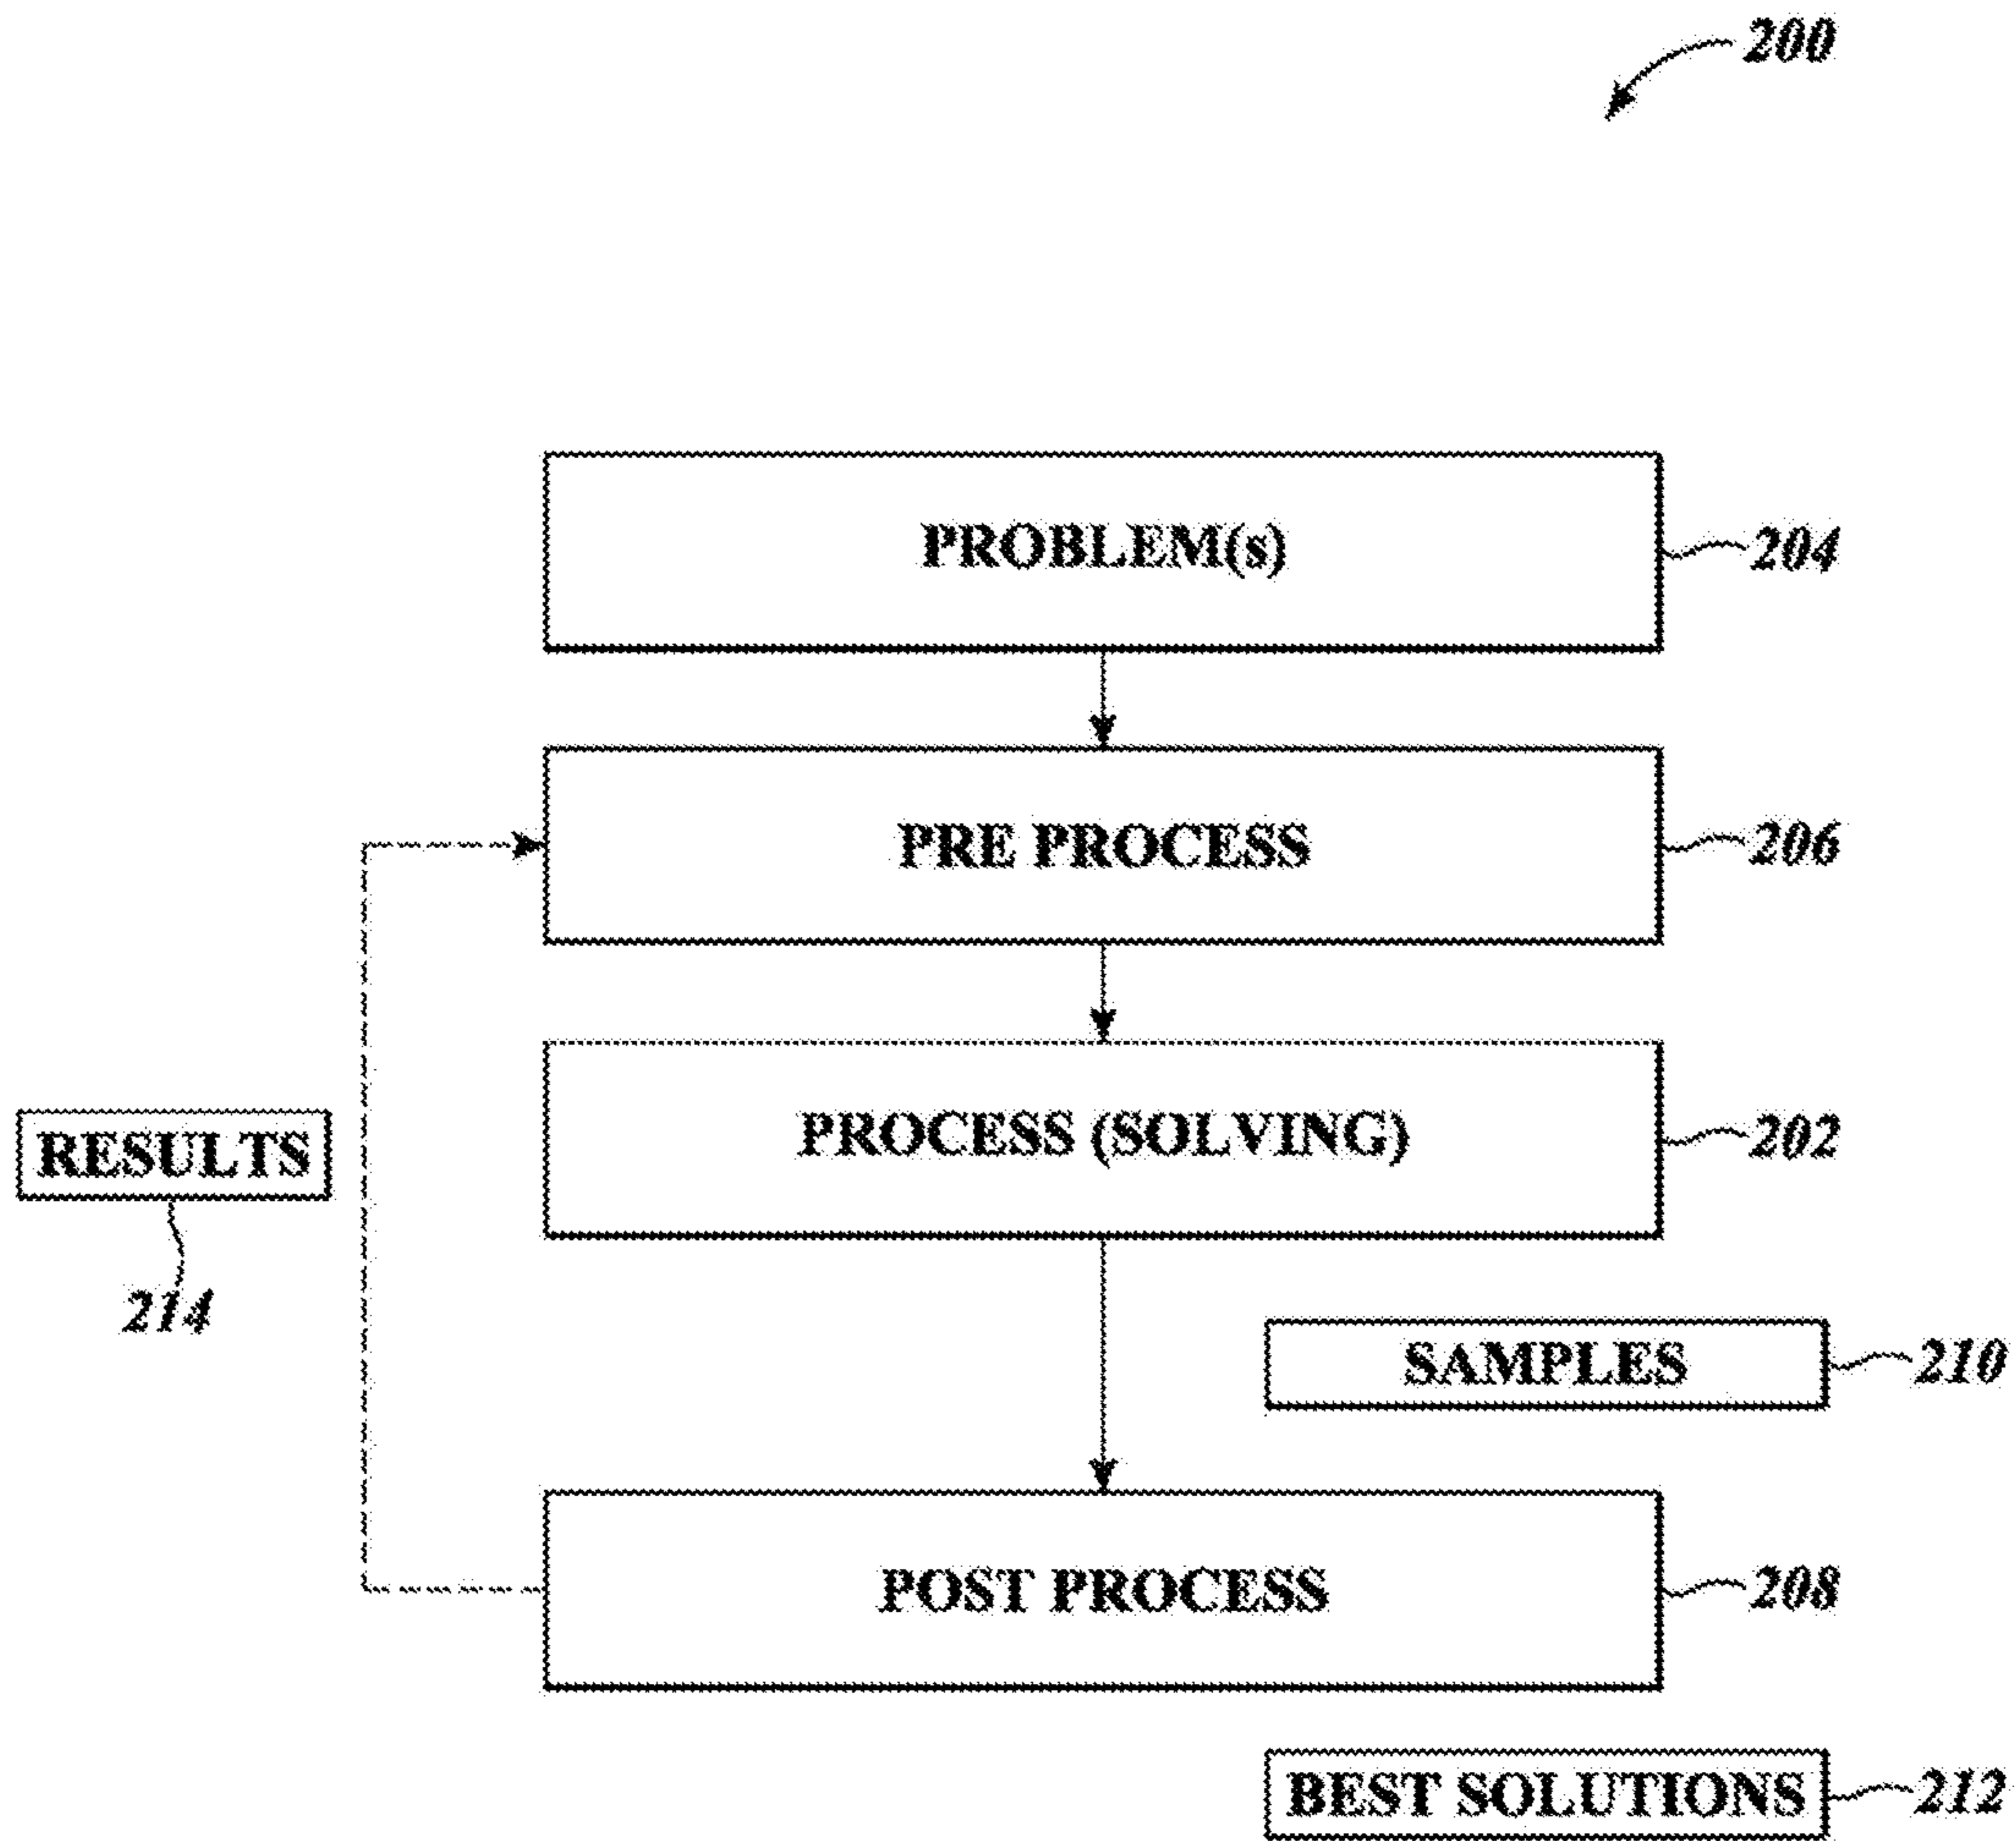 200
PROBLEM(s)
204
PRE PROCESS
206
PROCESS (SOLVING)
202
RESULTS
214
SAMPLES
210
POST PROCESS
208
BEST SOLUTIONS
212